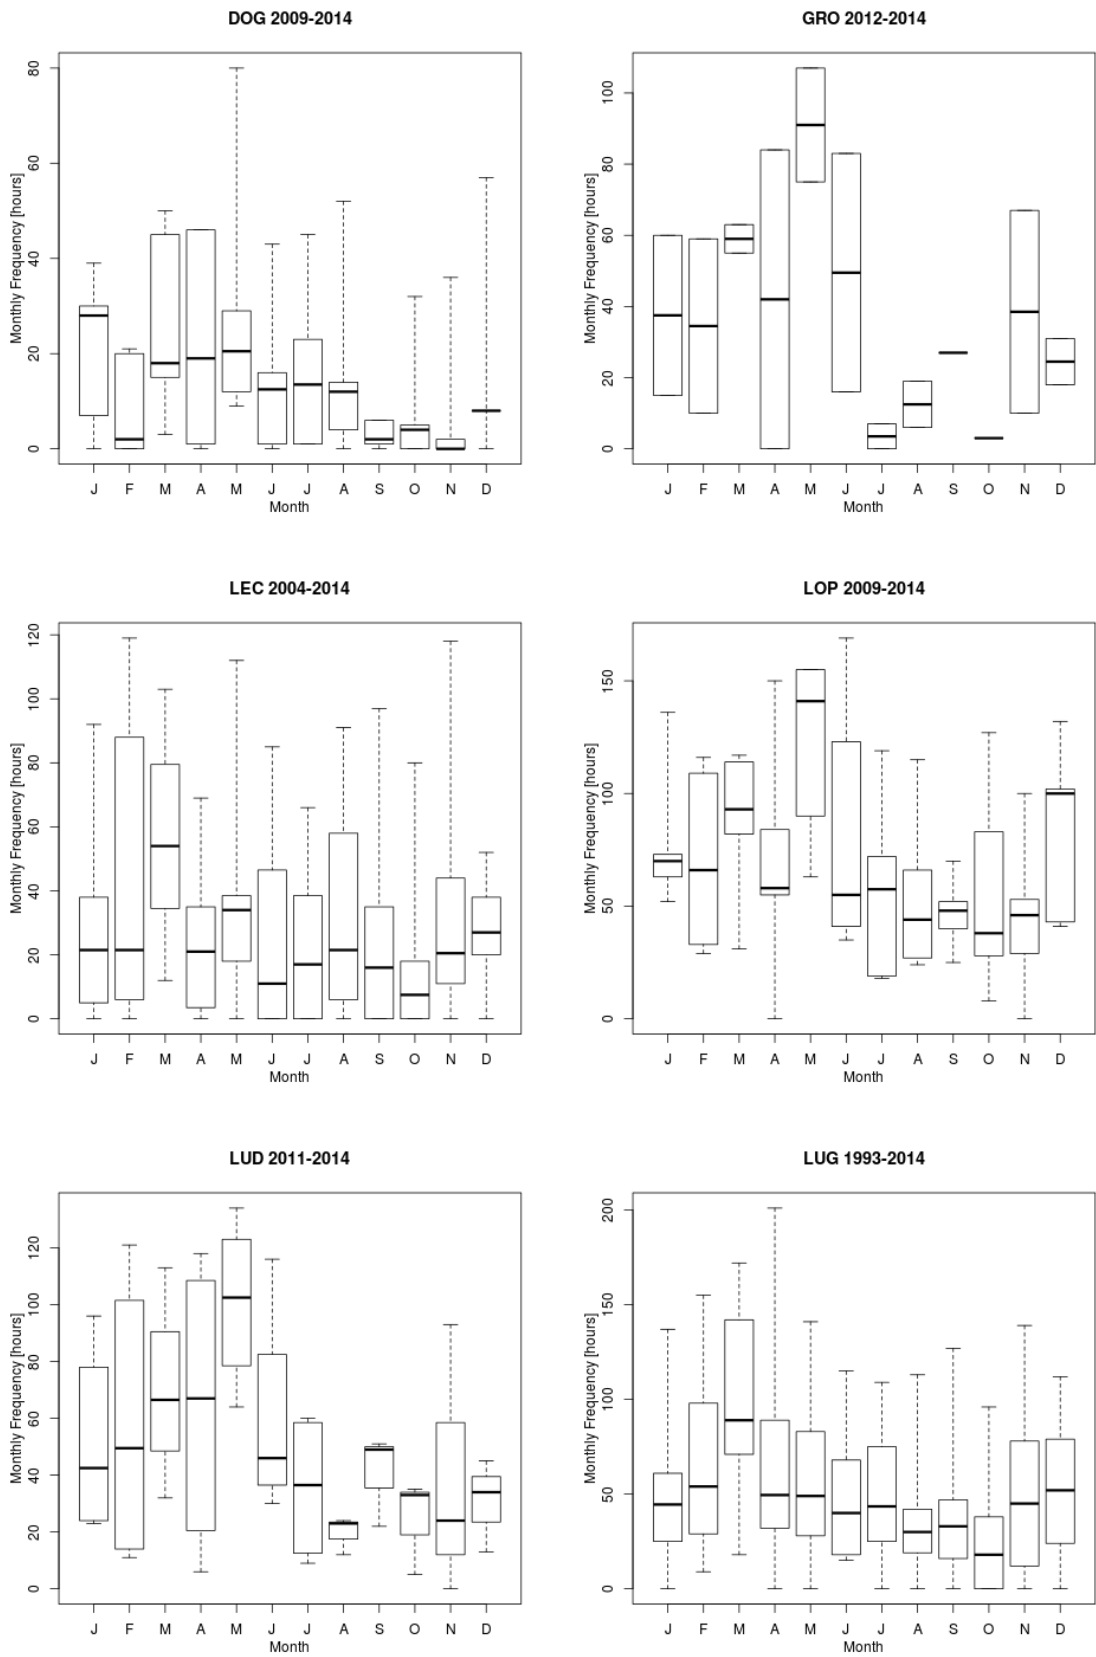 DOG 2009-2014
Monthly Frequency [hours]
80
60
40
20
0
J F M A M J J A S O N D
Month
GRO 2012-2014
Monthly Frequency [hours]
100
80
60
40
20
0
J F M A M J J A S O N D
Month
LEC 2004-2014
Monthly Frequency [hours]
120
100
80
60
40
20
0
J F M A M J J A S O N D
Month
LOP 2009-2014
Monthly Frequency [hours]
150
100
50
0
J F M A M J J A S O N D
Month
LUD 2011-2014
Monthly Frequency [hours]
120
100
80
60
40
20
0
J F M A M J J A S O N D
Month
LUG 1993-2014
Monthly Frequency [hours]
200
150
100
50
0
J F M A M J J A S O N D
Month